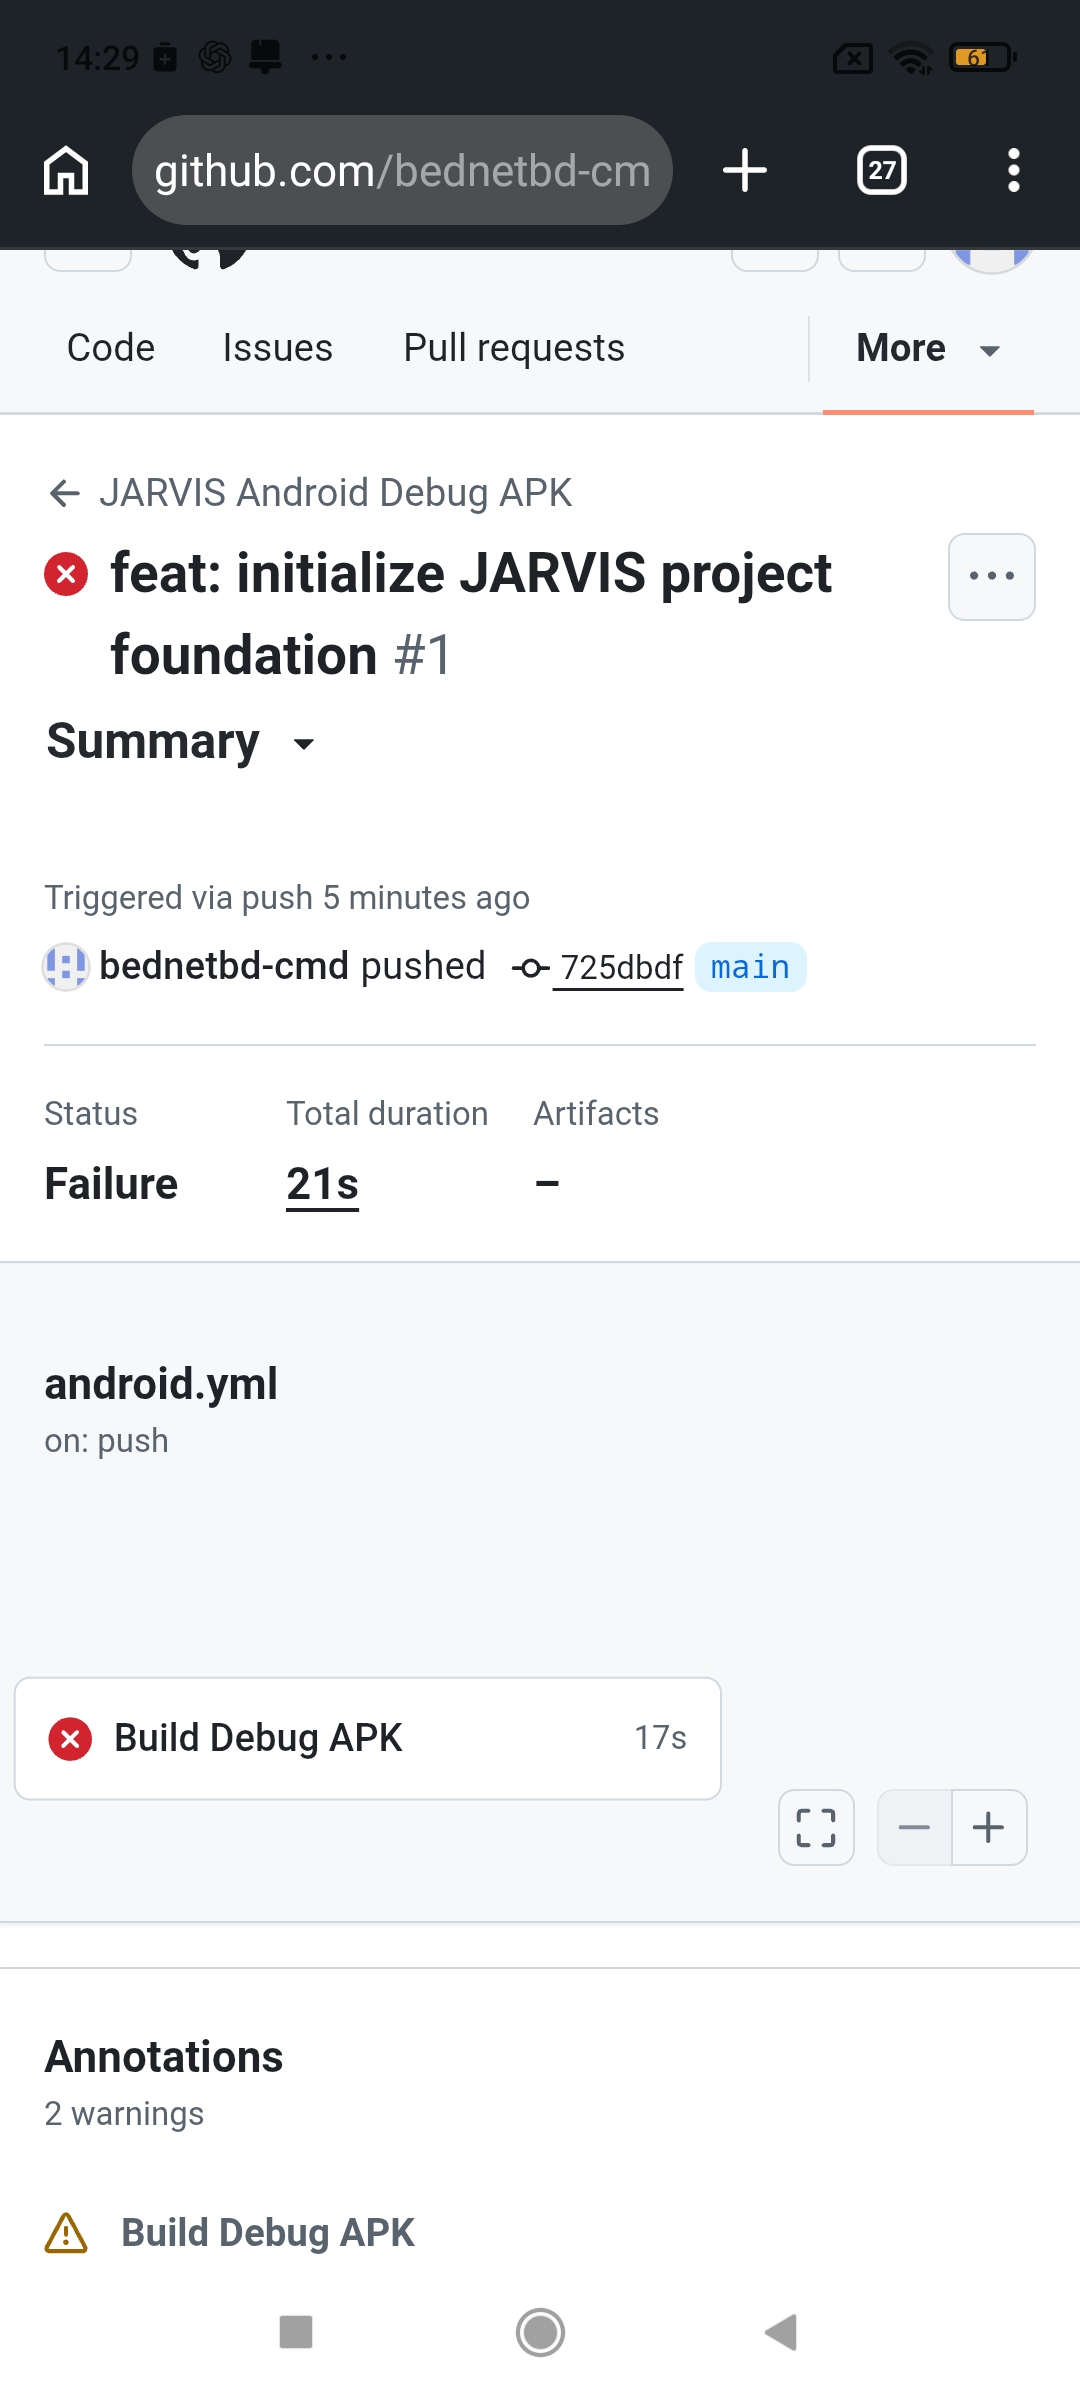 14:29
61
github.com/bednetbd-cm
27
Code Issues Pull requests More
JARVIS Android Debug APK
feat: initialize JARVIS project
foundation #1
Summary
Triggered via push 5 minutes ago
bednetbd-cmd pushed 725dbdf main
Status Total duration Artifacts
Failure 21s –
android.yml
on: push
Build Debug APK 17s
Annotations
2 warnings
Build Debug APK